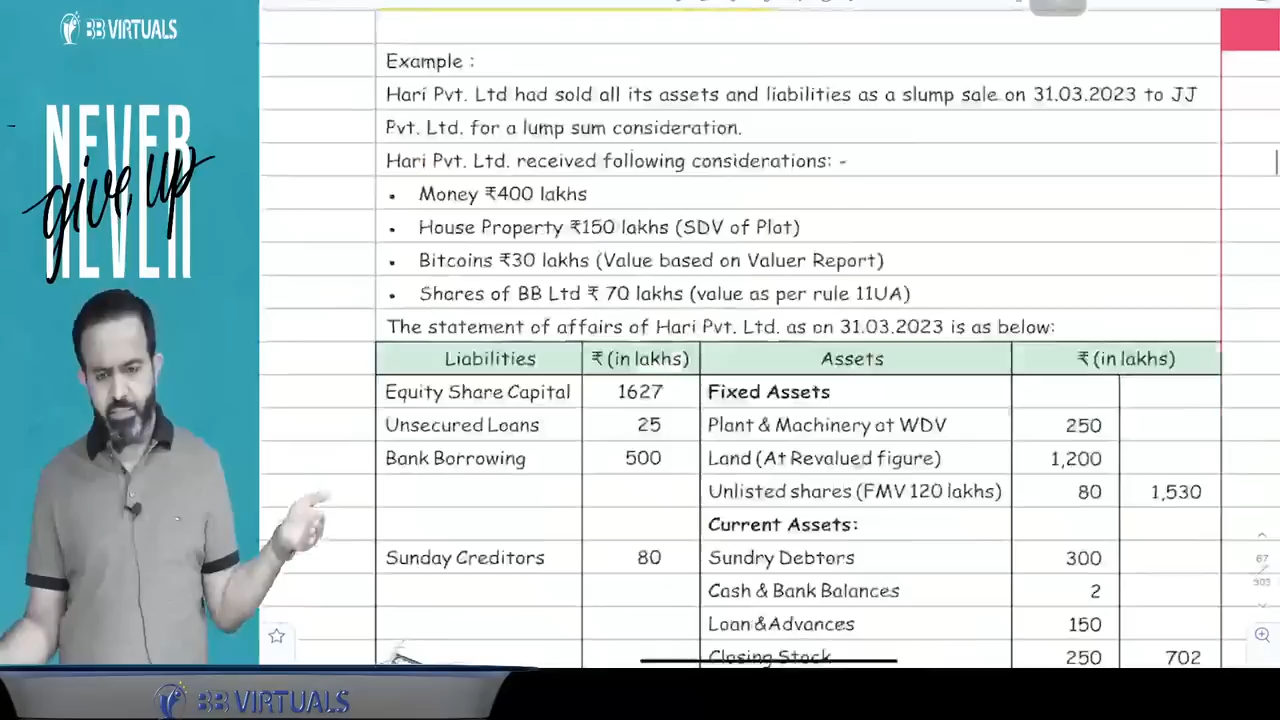 BB VIRTUALS
NEVER
give up
NEVER
Example :
Hari Pvt. Ltd had sold all its assets and liabilities as a slump sale on 31.03.2023 to JJ
Pvt. Ltd. for a lump sum consideration.
Hari Pvt. Ltd. received following considerations: -
• Money ₹400 lakhs
• House Property ₹150 lakhs (SDV of Plat)
• Bitcoins ₹30 lakhs (Value based on Valuer Report)
• Shares of BB Ltd ₹ 70 lakhs (value as per rule 11UA)
The statement of affairs of Hari Pvt. Ltd. as on 31.03.2023 is as below:
Liabilities ₹ (in lakhs) Assets ₹ (in lakhs)
Equity Share Capital 1627 Fixed Assets
Unsecured Loans 25 Plant & Machinery at WDV 250
Bank Borrowing 500 Land (At Revalued figure) 1,200
Unlisted shares (FMV 120 lakhs) 80 1,530
Current Assets:
Sunday Creditors 80 Sundry Debtors 300
Cash & Bank Balances 2
Loan & Advances 150
Closing Stock 250 702
67
503
BB VIRTUALS